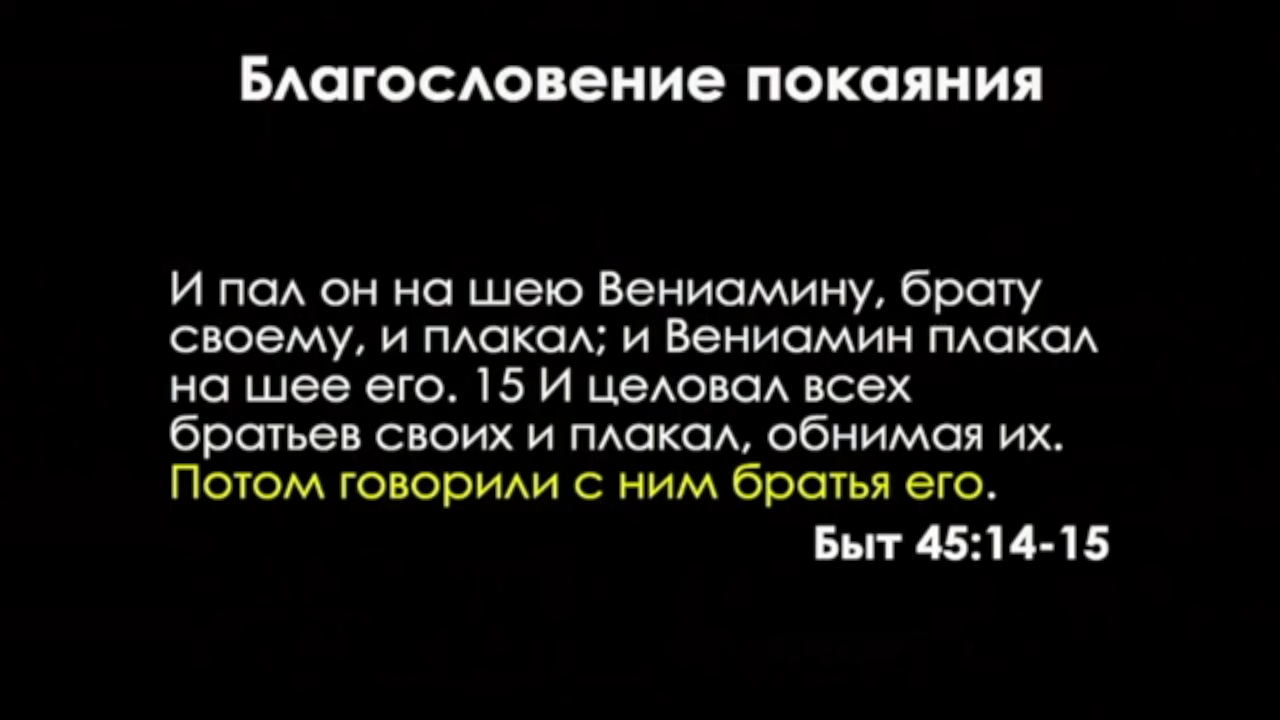 Благословение покаяния
И пал он на шею Вениамину, брату
своему, и плакал; и Вениамин плакал
на шее его. 15 И целовал всех
братьев своих и плакал, обнимая их.
Потом говорили с ним братья его.
Быт 45:14-15